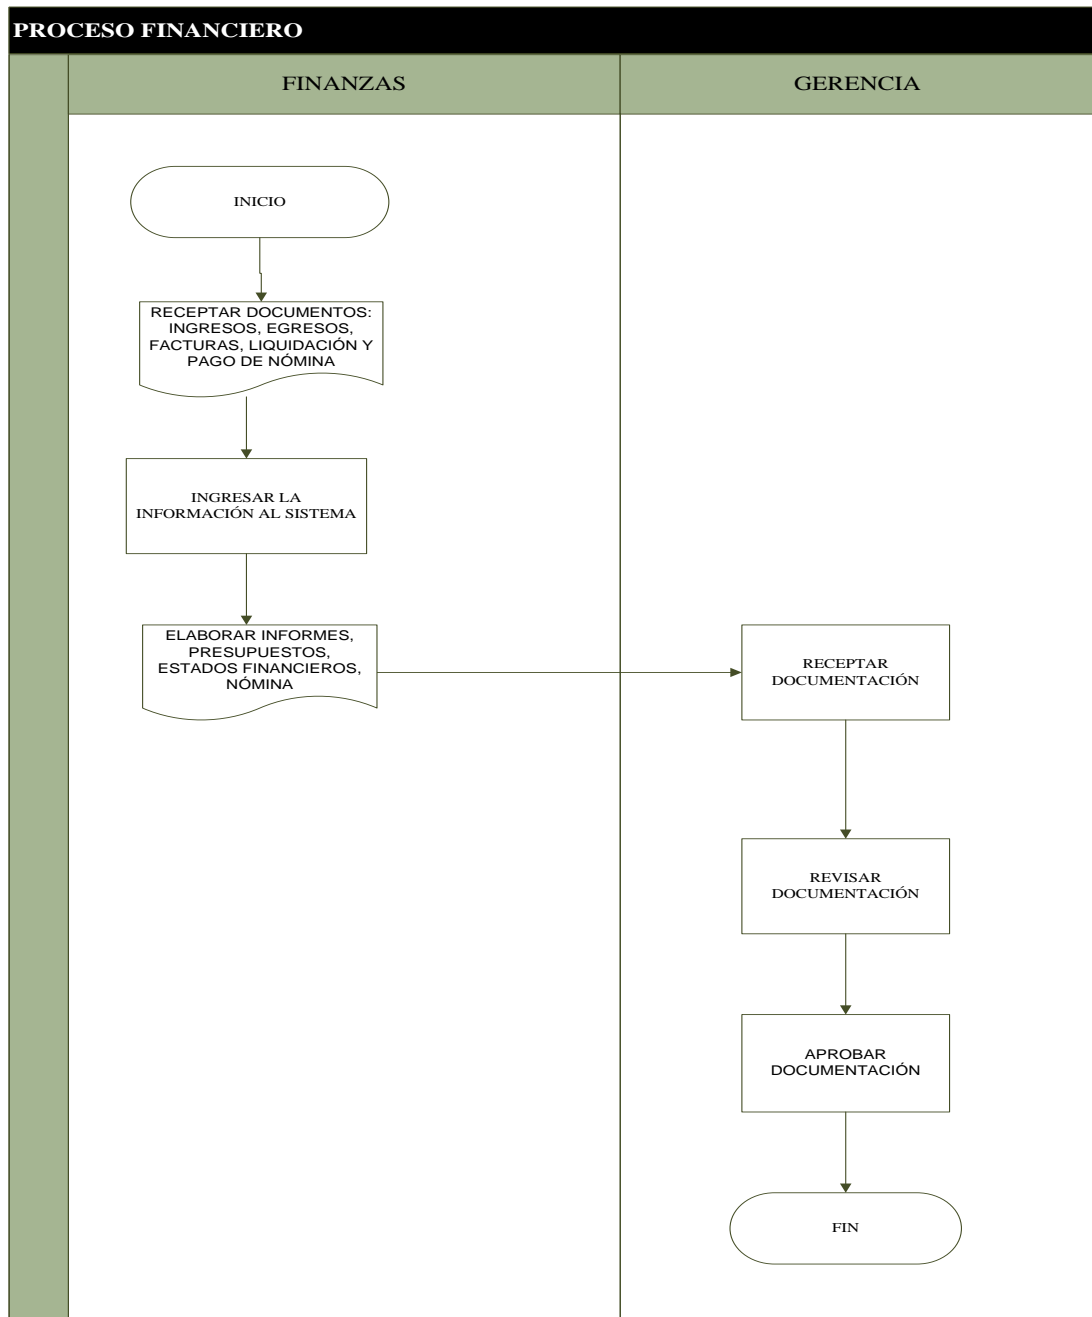 PROCESO FINANCIERO
FINANZAS
GERENCIA
INICIO
RECEPTAR DOCUMENTOS:
INGRESOS, EGRESOS,
FACTURAS, LIQUIDACIÓN Y
PAGO DE NÓMINA
INGRESAR LA
INFORMACIÓN AL SISTEMA
ELABORAR INFORMES,
PRESUPUESTOS,
ESTADOS FINANCIEROS,
NÓMINA
RECEPTAR
DOCUMENTACIÓN
REVISAR
DOCUMENTACIÓN
APROBAR
DOCUMENTACIÓN
FIN